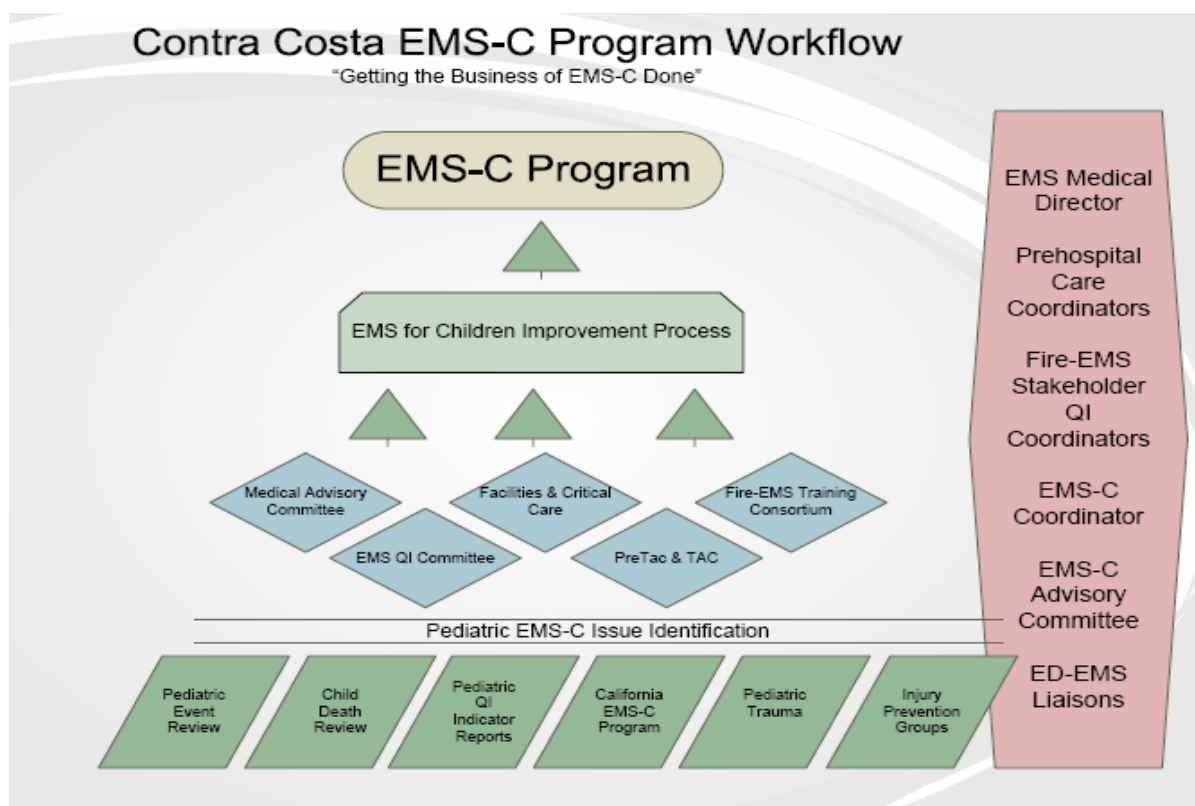 Contra Costa EMS-C Program Workflow
“Getting the Business of EMS-C Done”
EMS-C Program
EMS for Children Improvement Process
Medical Advisory
Committee
Facilities & Critical
Care
Fire-EMS Training
Consortium
EMS QI Committee
PreTac & TAC
Pediatric EMS-C Issue Identification
Pediatric
Event
Review
Child
Death
Review
Pediatric
QI
Indicator
Reports
California
EMS-C
Program
Pediatric
Trauma
Injury
Prevention
Groups
EMS Medical
Director
Prehospital
Care
Coordinators
Fire-EMS
Stakeholder
QI
Coordinators
EMS-C
Coordinator
EMS-C
Advisory
Committee
ED-EMS
Liaisons